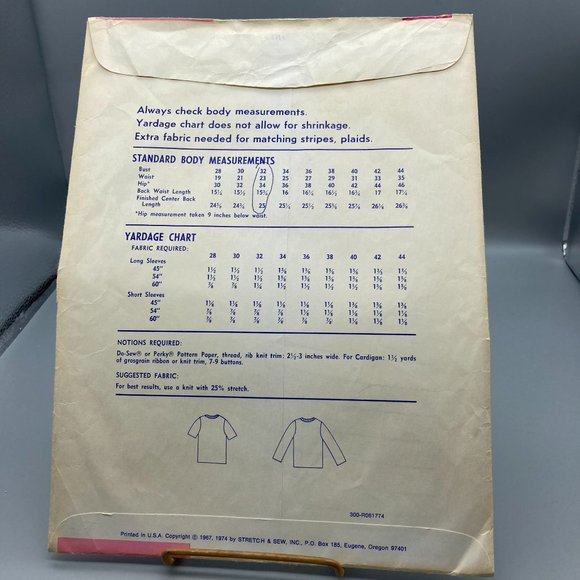 Always check body measurements.
Yardage chart does not allow for shrinkage.
Extra fabric needed for matching stripes, plaids.
STANDARD BODY MEASUREMENTS
Bust 28 30 32 34 36 38 40 42 44
Waist 19 21 23 25 27 29 31 33 35
Hip* 30 32 34 36 38 40 42 44 46
Back Waist Length
Finished Center Back
Length
*Hip measurement taken 9 inches below waist.
YARDAGE CHART
FABRIC REQUIRED:
28 30 32 34 36 38 40 42 44
Long Sleeves
45"
54"
60"
Short Sleeves
45"
54"
60"
NOTIONS REQUIRED:
Do-Sew® or Perky® Pattern Paper, thread, rib knit trim: 2½-3 inches wide. For Cardigan: 1½ yards
of grosgrain ribbon or knit trim, 7-9 buttons.
SUGGESTED FABRIC:
For best results, use a knit with 25% stretch.
300-R061774
Printed in U.S.A. Copyright © 1967, 1974 by STRETCH & SEW, INC., P.O. Box 185, Eugene, Oregon 97401